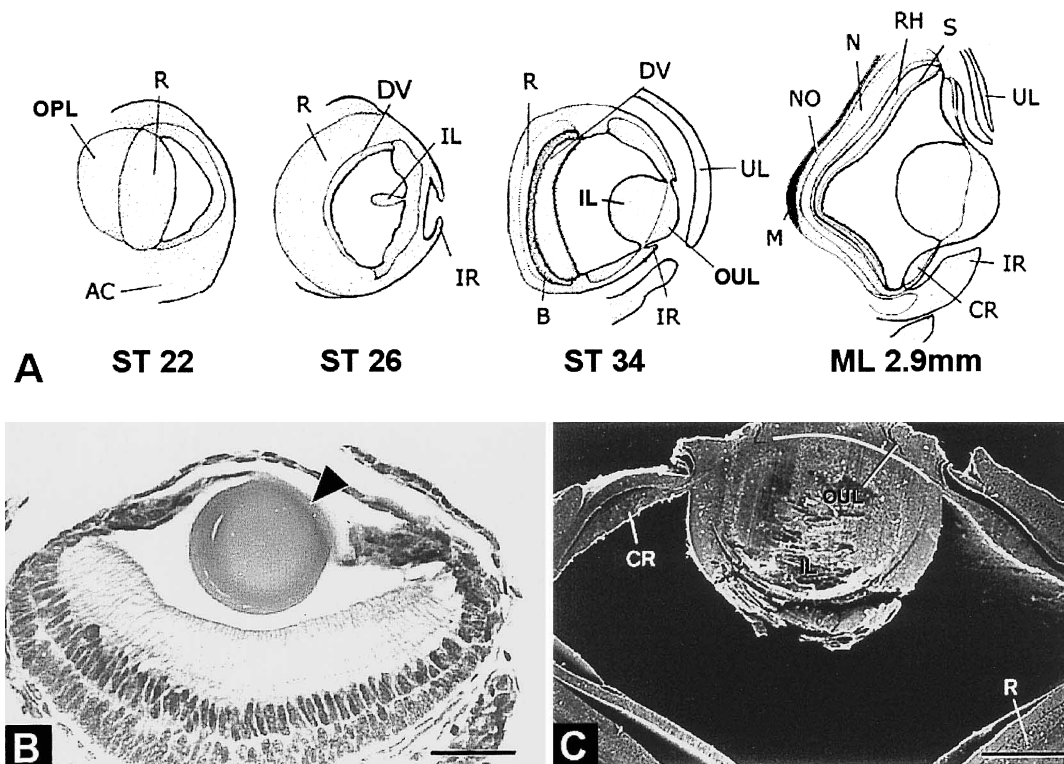 OPL R
AC
ST 22
R DV IL
IR
ST 26
R DV
IL
UL
OUL
B IR
ST 34
N RH S
NO UL
M
IR
CR
ML 2.9mm
A
B
OUL
CR
IL
R
C